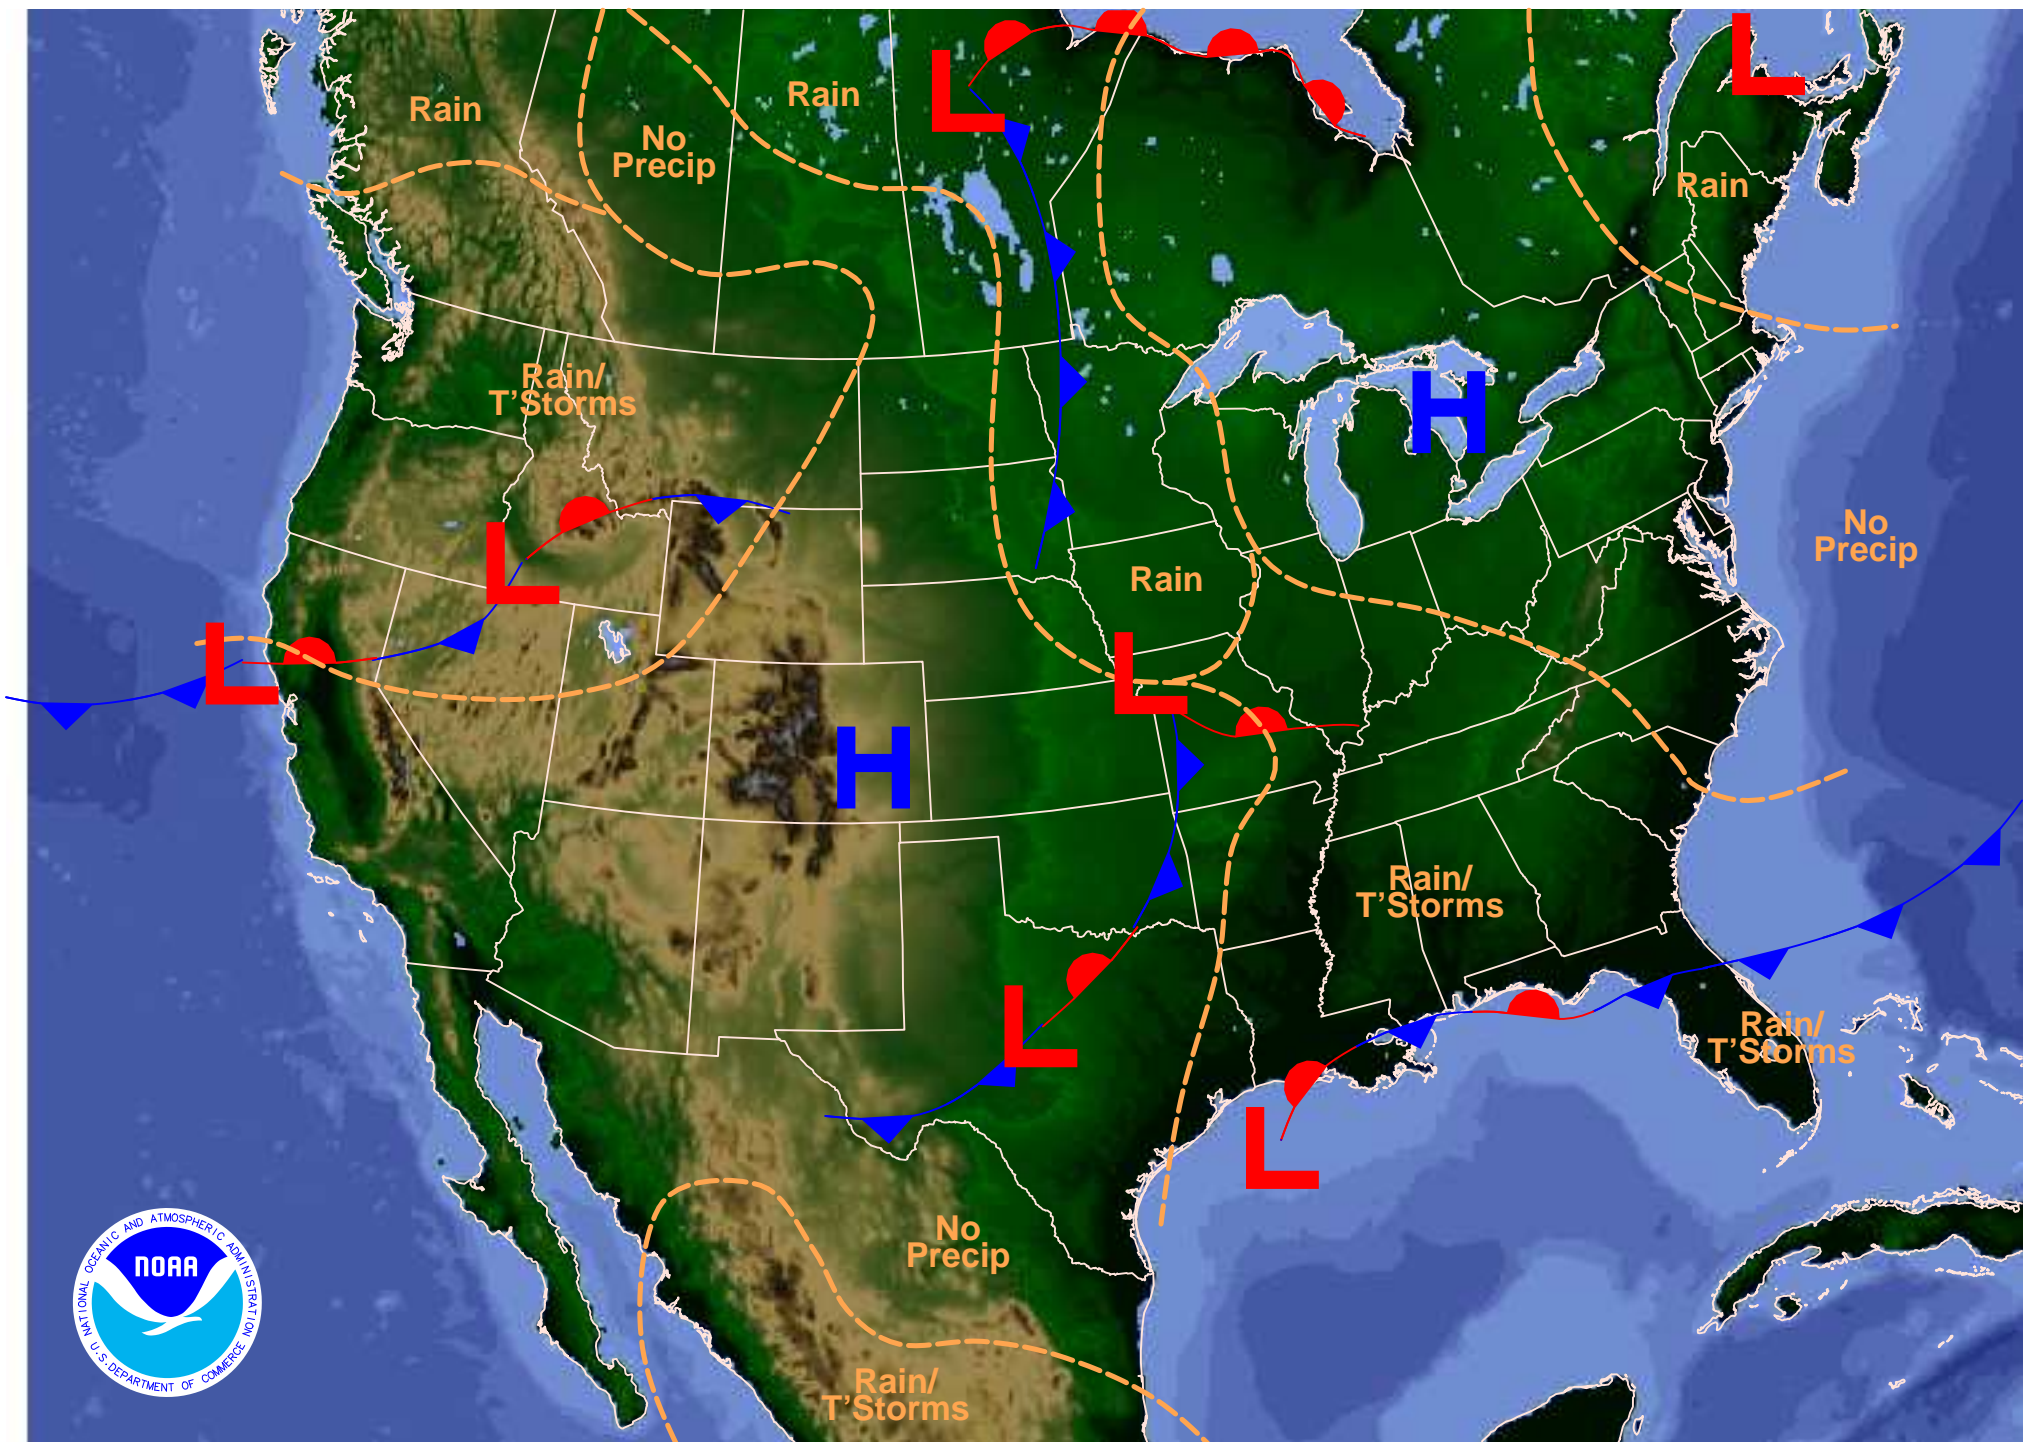 L
L
Rain
Rain
No
Precip
Rain
Rain/
T'Storms
H
L
No
Precip
Rain
L
L
H
Rain/
T'Storms
L
Rain/
T'Storms
L
No
Precip
Rain/
T'Storms
NATIONAL OCEANIC AND ATMOSPHERIC ADMINISTRATION
NOAA
U.S. DEPARTMENT OF COMMERCE